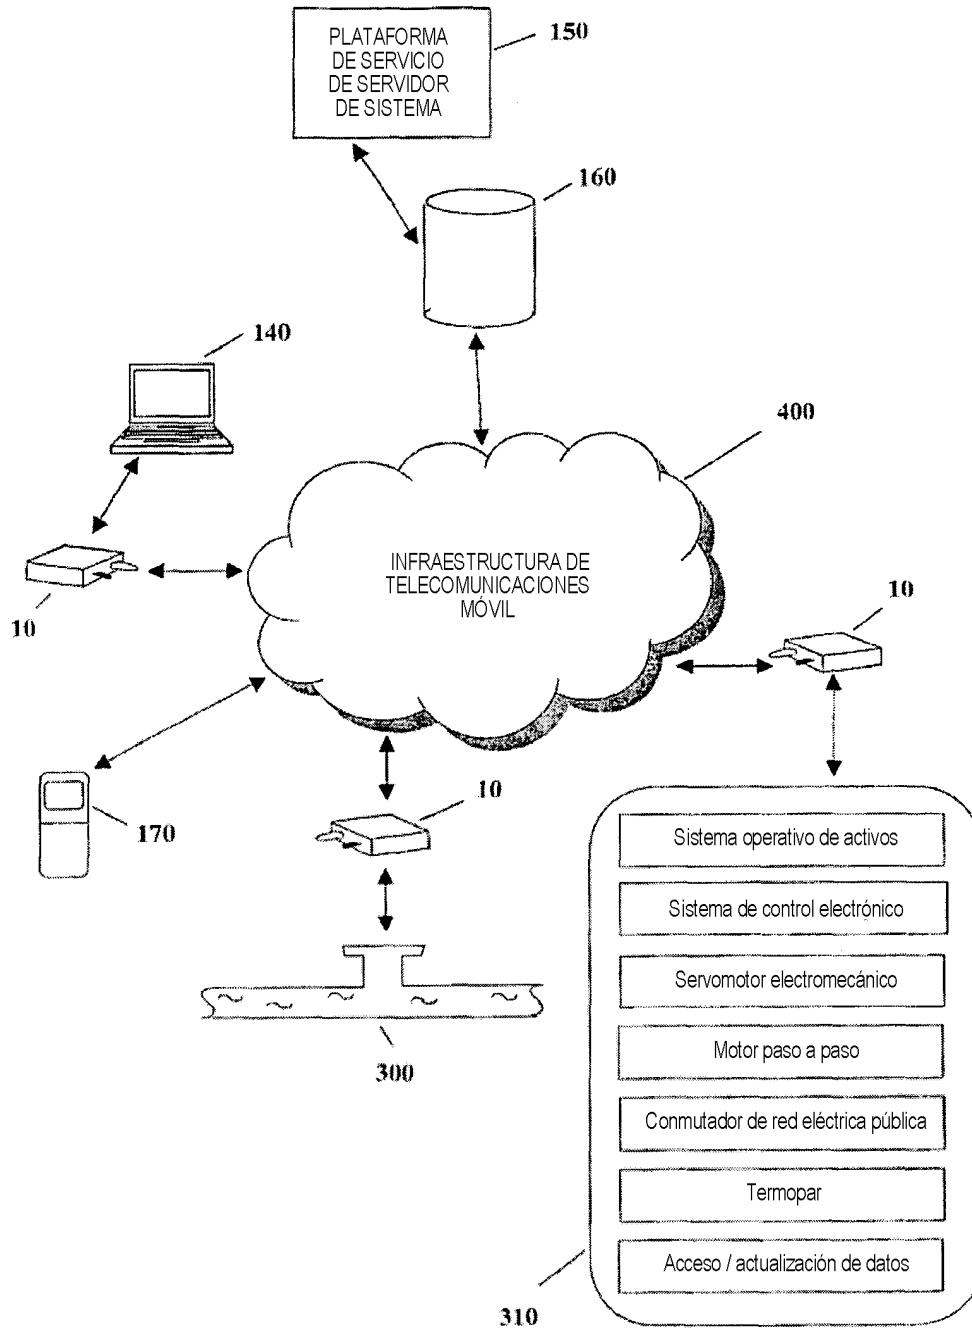 PLATAFORMA
DE SERVICIO
DE SERVIDOR
DE SISTEMA
150
160
140
400
INFRAESTRUCTURA DE
TELECOMUNICACIONES
MÓVIL
10
10
170
10
300
Sistema operativo de activos
Sistema de control electrónico
Servomotor electromecánico
Motor paso a paso
Conmutador de red eléctrica pública
Termopar
Acceso / actualización de datos
310